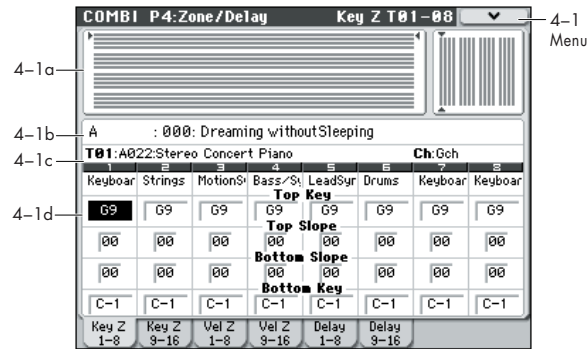 COMBI P4:Zone/Delay Key Z T01-08
4–1
Menu
4–1a
4–1b
A : 000: Dreaming withoutSleeping
4–1c
T01:A022:Stereo Concert Piano Ch:Gch
1 2 3 4 5 6 7 8
Keyboar Strings MotionS Bass/Sy LeadSyr Drums Keyboar Keyboar
Top Key
4–1d
G9 G9 G9 G9 G9 G9 G9 G9
Top Slope
00 00 00 00 00 00 00 00
Bottom Slope
00 00 00 00 00 00 00 00
Bottom Key
C-1 C-1 C-1 C-1 C-1 C-1 C-1 C-1
Key Z Key Z Vel Z Vel Z Delay Delay
1-8 9-16 1-8 9-16 1-8 9-16